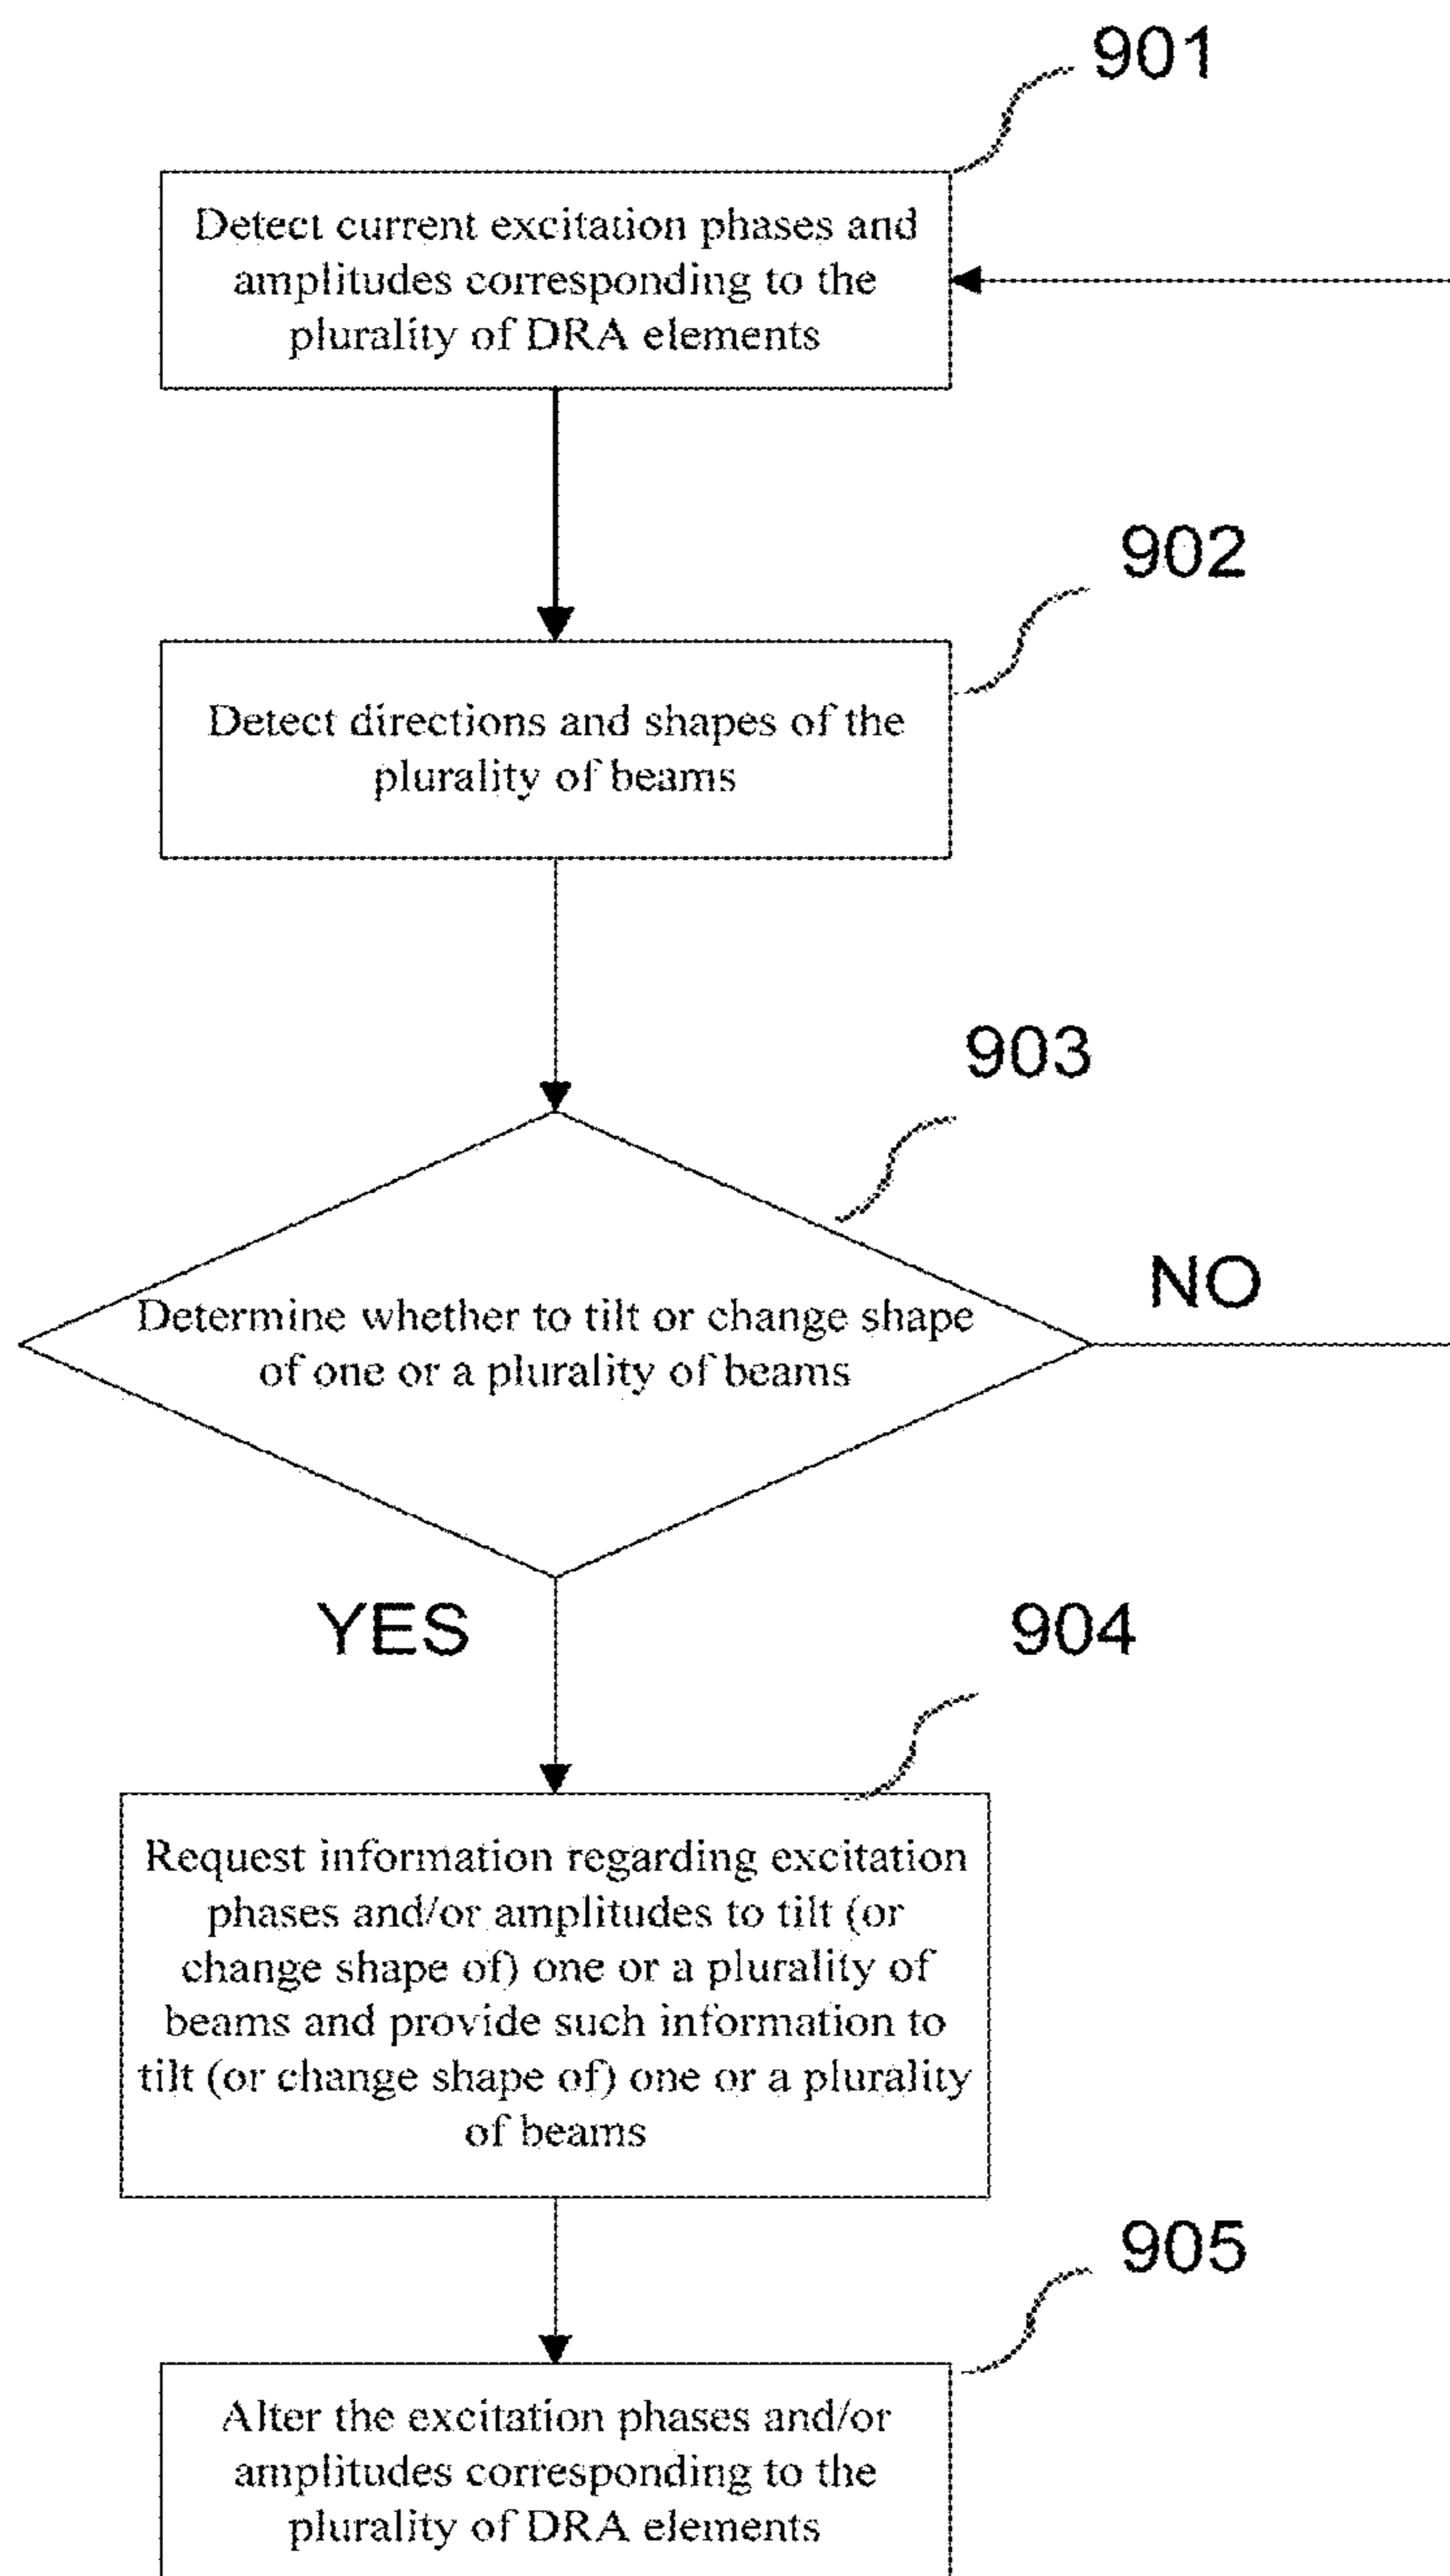 901
Detect current excitation phases and
amplitudes corresponding to the
plurality of DRA elements
902
Detect directions and shapes of the
plurality of beams
903
Determine whether to tilt or change shape
of one or a plurality of beams
NO
YES
904
Request information regarding excitation
phases and/or amplitudes to tilt (or
change shape of) one or a plurality of
beams and provide such information to
tilt (or change shape of) one or a plurality
of beams
905
Alter the excitation phases and/or
amplitudes corresponding to the
plurality of DRA elements